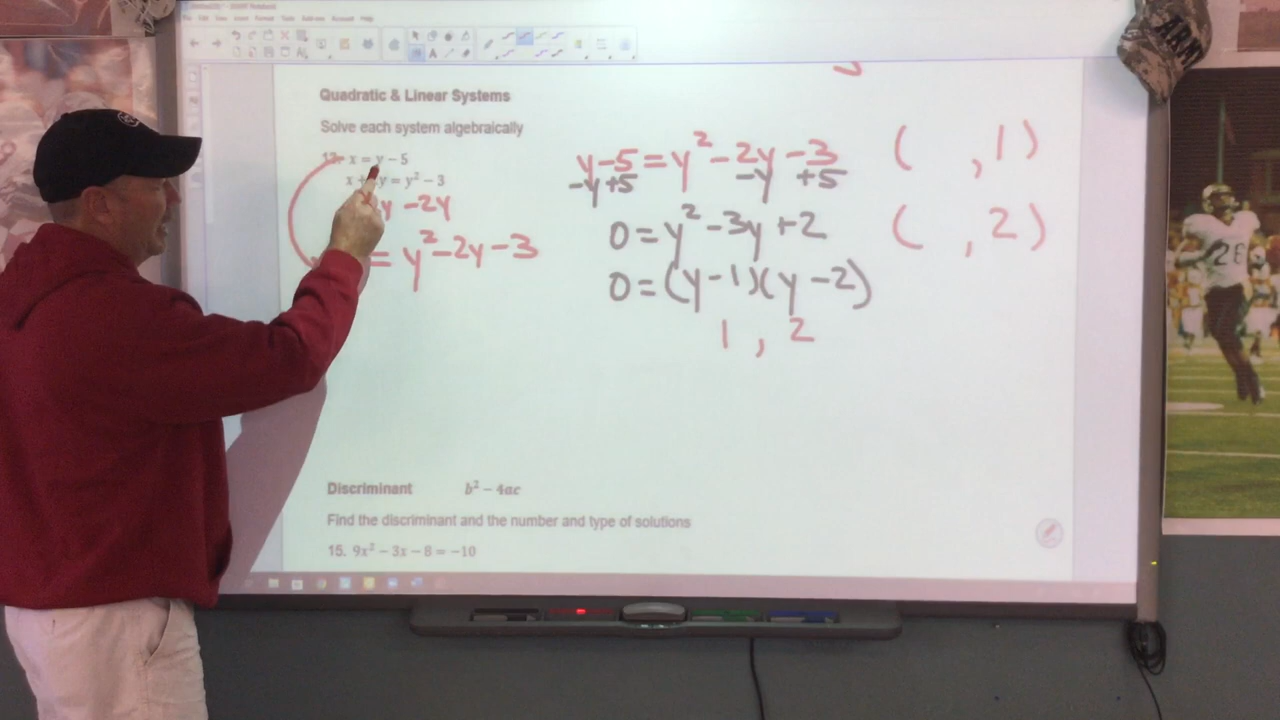 Quadratic & Linear Systems
Solve each system algebraically
13. x = y - 5
y = y² - 3
y -2y
= y² -2y - 3
y - 5 = y² - 2y - 3
-y +5 -y +5
0 = y² - 3y + 2
0 = (y - 1)(y - 2)
1 , 2
( , 1)
( , 2)
Discriminant b² - 4ac
Find the discriminant and the number and type of solutions
15. 9x² - 3x - 8 = -10
ARMY
26